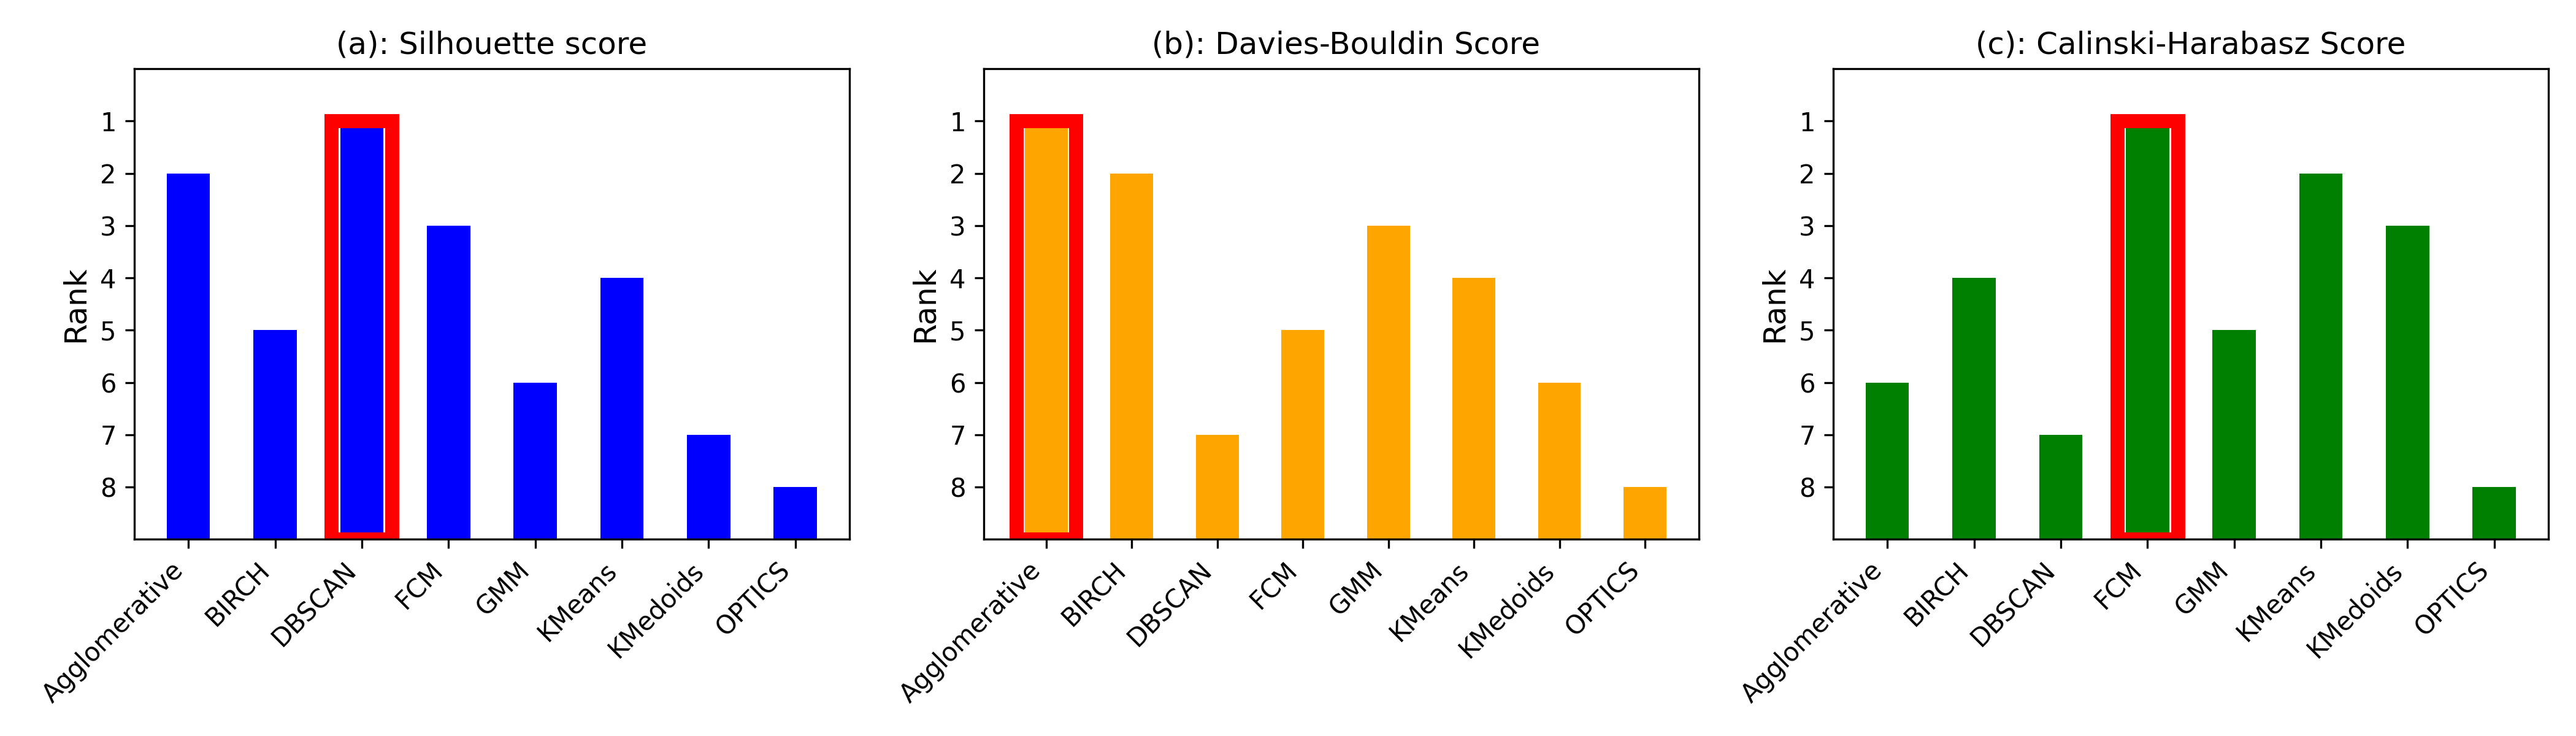 (a): Silhouette score
Rank
1
2
3
4
5
6
7
8
Agglomerative
BIRCH
DBSCAN
FCM
GMM
KMeans
KMedoids
OPTICS
(b): Davies-Bouldin Score
Rank
1
2
3
4
5
6
7
8
Agglomerative
BIRCH
DBSCAN
FCM
GMM
KMeans
KMedoids
OPTICS
(c): Calinski-Harabasz Score
Rank
1
2
3
4
5
6
7
8
Agglomerative
BIRCH
DBSCAN
FCM
GMM
KMeans
KMedoids
OPTICS